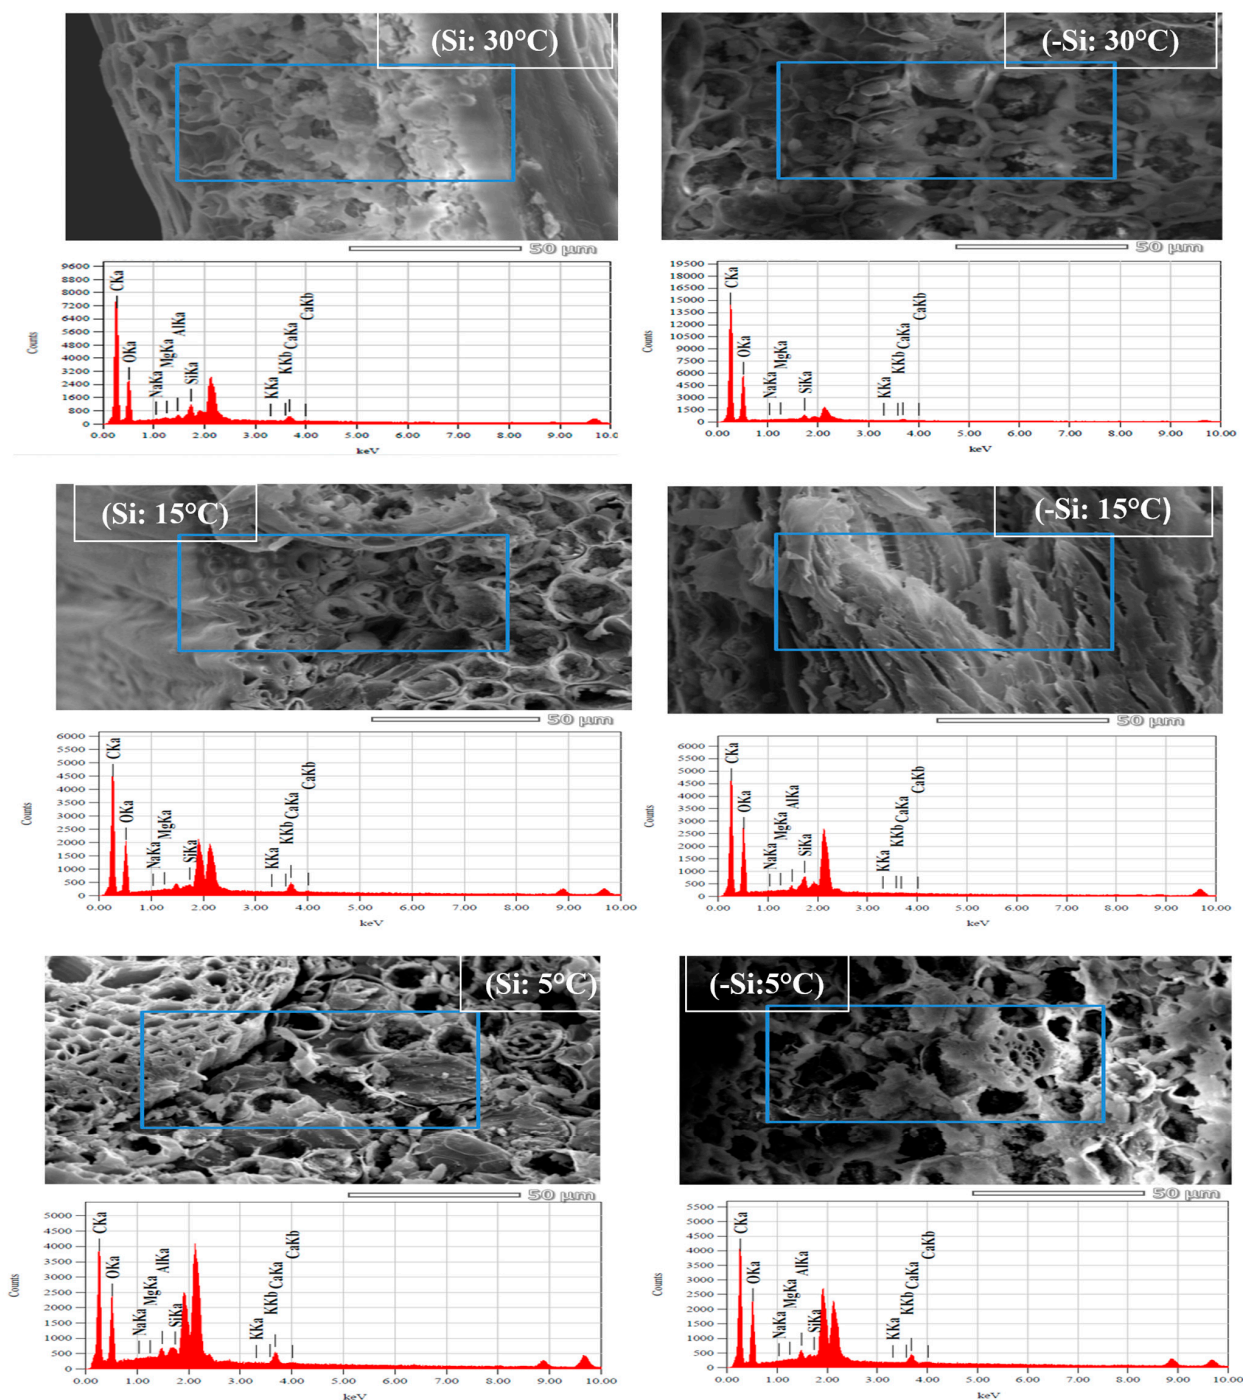 (Si: 30°C)
(-Si: 30°C)
50 μm
50 μm
9600
8800
8000
7200
6400
5600
4800
4000
3200
2400
1600
800
0
Counts
CKa
OKa
NaKa
MgKa
AlKa
SiKa
KKa
KKb
CaKa
CaKb
0.00 1.00 2.00 3.00 4.00 5.00 6.00 7.00 8.00 9.00 10.00
keV
19500
18000
16500
15000
13500
12000
10500
9000
7500
6000
4500
3000
1500
0
Counts
CKa
OKa
NaKa
MgKa
SiKa
KKa
KKb
CaKa
CaKb
0.00 1.00 2.00 3.00 4.00 5.00 6.00 7.00 8.00 9.00 10.00
keV
(Si: 15°C)
(-Si: 15°C)
50 μm
50 μm
6000
5500
5000
4500
4000
3500
3000
2500
2000
1500
1000
500
0
Counts
CKa
OKa
NaKa
MgKa
SiKa
KKa
KKb
CaKa
CaKb
0.00 1.00 2.00 3.00 4.00 5.00 6.00 7.00 8.00 9.00 10.00
keV
6000
5500
5000
4500
4000
3500
3000
2500
2000
1500
1000
500
0
Counts
CKa
OKa
NaKa
MgKa
AlKa
SiKa
KKa
KKb
CaKa
CaKb
0.00 1.00 2.00 3.00 4.00 5.00 6.00 7.00 8.00 9.00 10.00
keV
(Si: 5°C)
(-Si:5°C)
50 μm
50 μm
5000
4500
4000
3500
3000
2500
2000
1500
1000
500
0
Counts
CKa
OKa
NaKa
MgKa
AlKa
SiKa
KKa
KKb
CaKa
CaKb
0.00 1.00 2.00 3.00 4.00 5.00 6.00 7.00 8.00 9.00 10.00
keV
5500
5000
4500
4000
3500
3000
2500
2000
1500
1000
500
0
Counts
CKa
OKa
NaKa
MgKa
AlKa
SiKa
KKa
KKb
CaKa
CaKb
0.00 1.00 2.00 3.00 4.00 5.00 6.00 7.00 8.00 9.00 10.00
keV